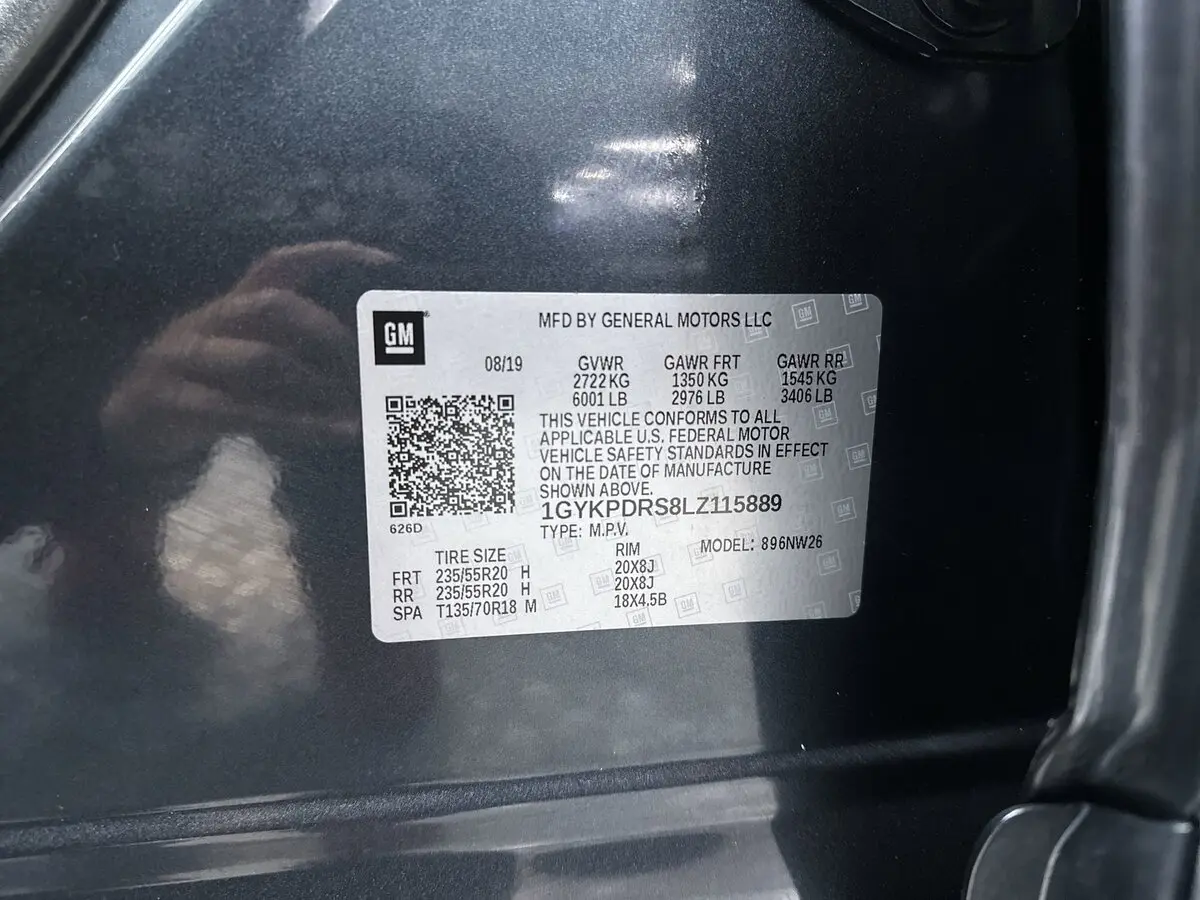 GM
MFD BY GENERAL MOTORS LLC
08/19 GVWR GAWR FRT GAWR RR
2722 KG 1350 KG 1545 KG
6001 LB 2976 LB 3406 LB
THIS VEHICLE CONFORMS TO ALL
APPLICABLE U.S. FEDERAL MOTOR
VEHICLE SAFETY STANDARDS IN EFFECT
ON THE DATE OF MANUFACTURE
SHOWN ABOVE.
1GYKPDRS8LZ115889
626D
TYPE: M.P.V.
TIRE SIZE RIM MODEL: 896NW26
FRT 235/55R20 H 20X8J
RR 235/55R20 H 20X8J
SPA T135/70R18 M 18X4.5B